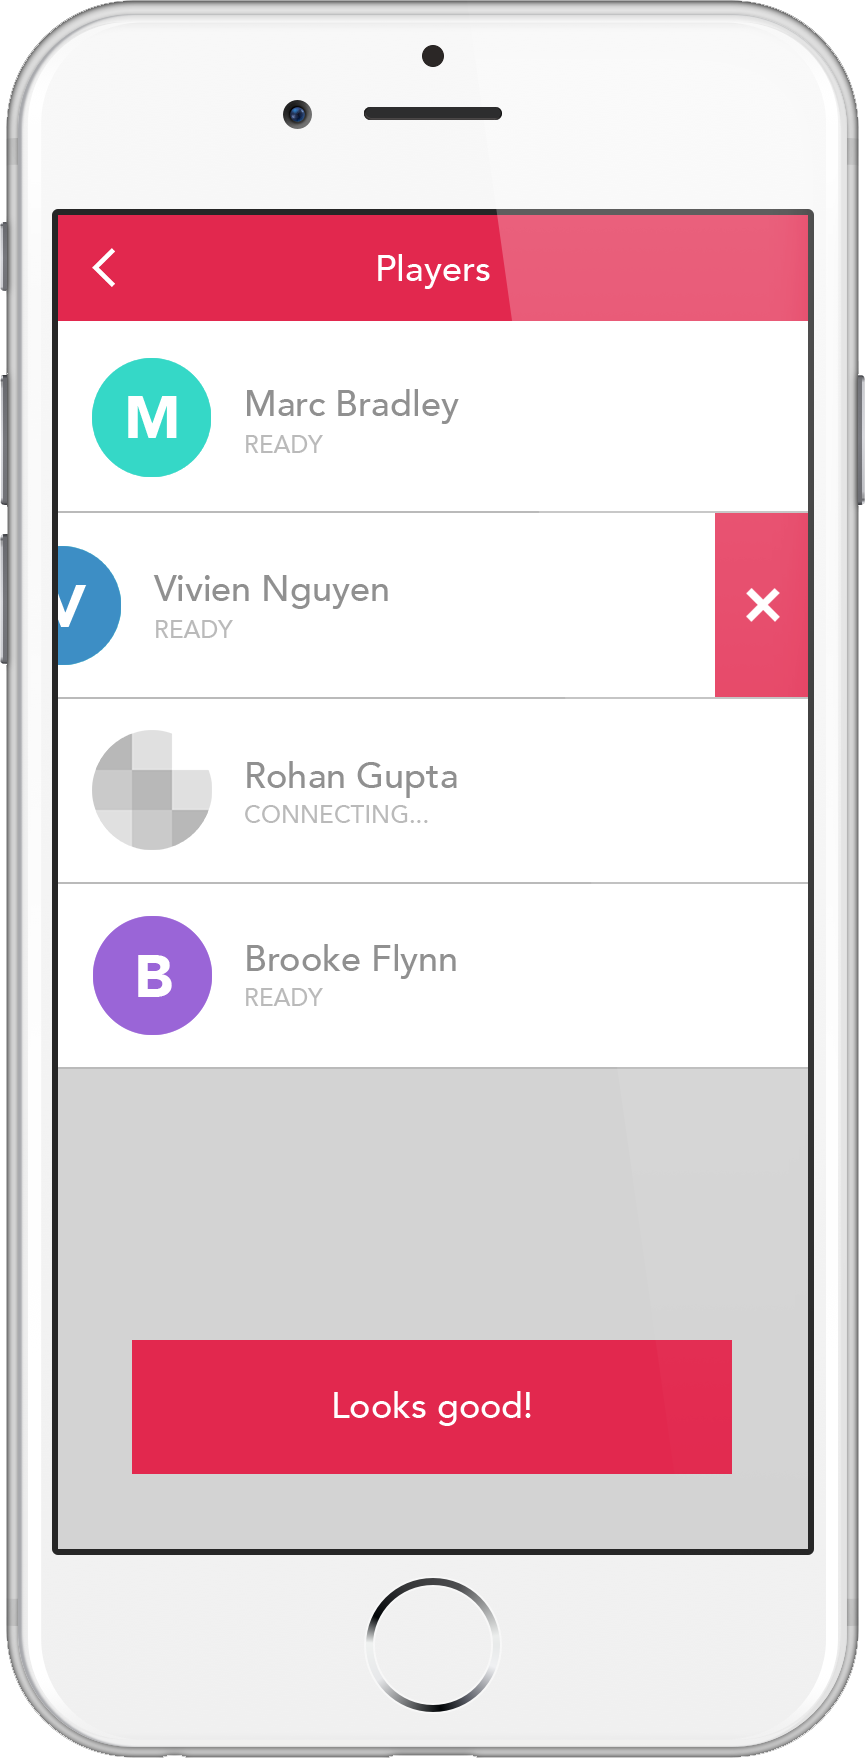 Players
M
Marc Bradley
READY
V
Vivien Nguyen
READY
Rohan Gupta
CONNECTING...
B
Brooke Flynn
READY
Looks good!